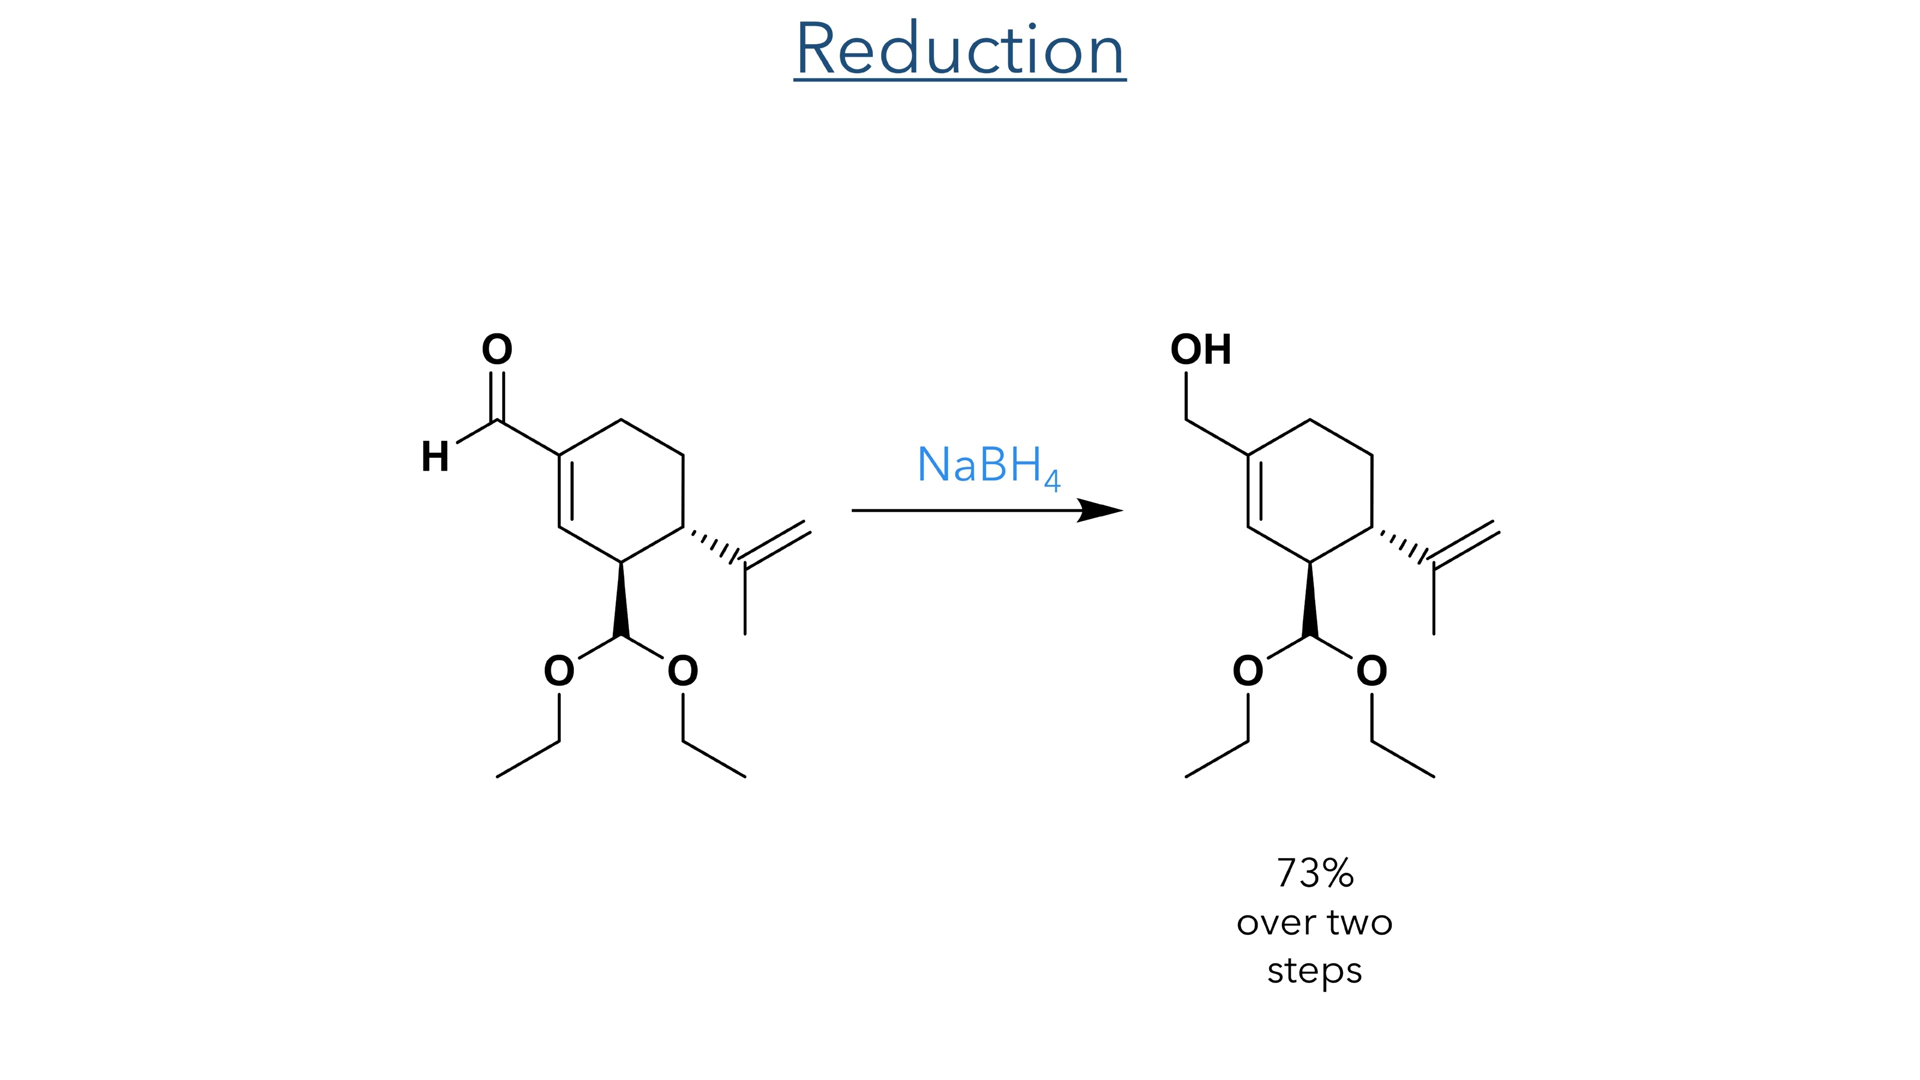 Reduction
O
OH
H
NaBH₄
O
O
O
O
73%
over two
steps